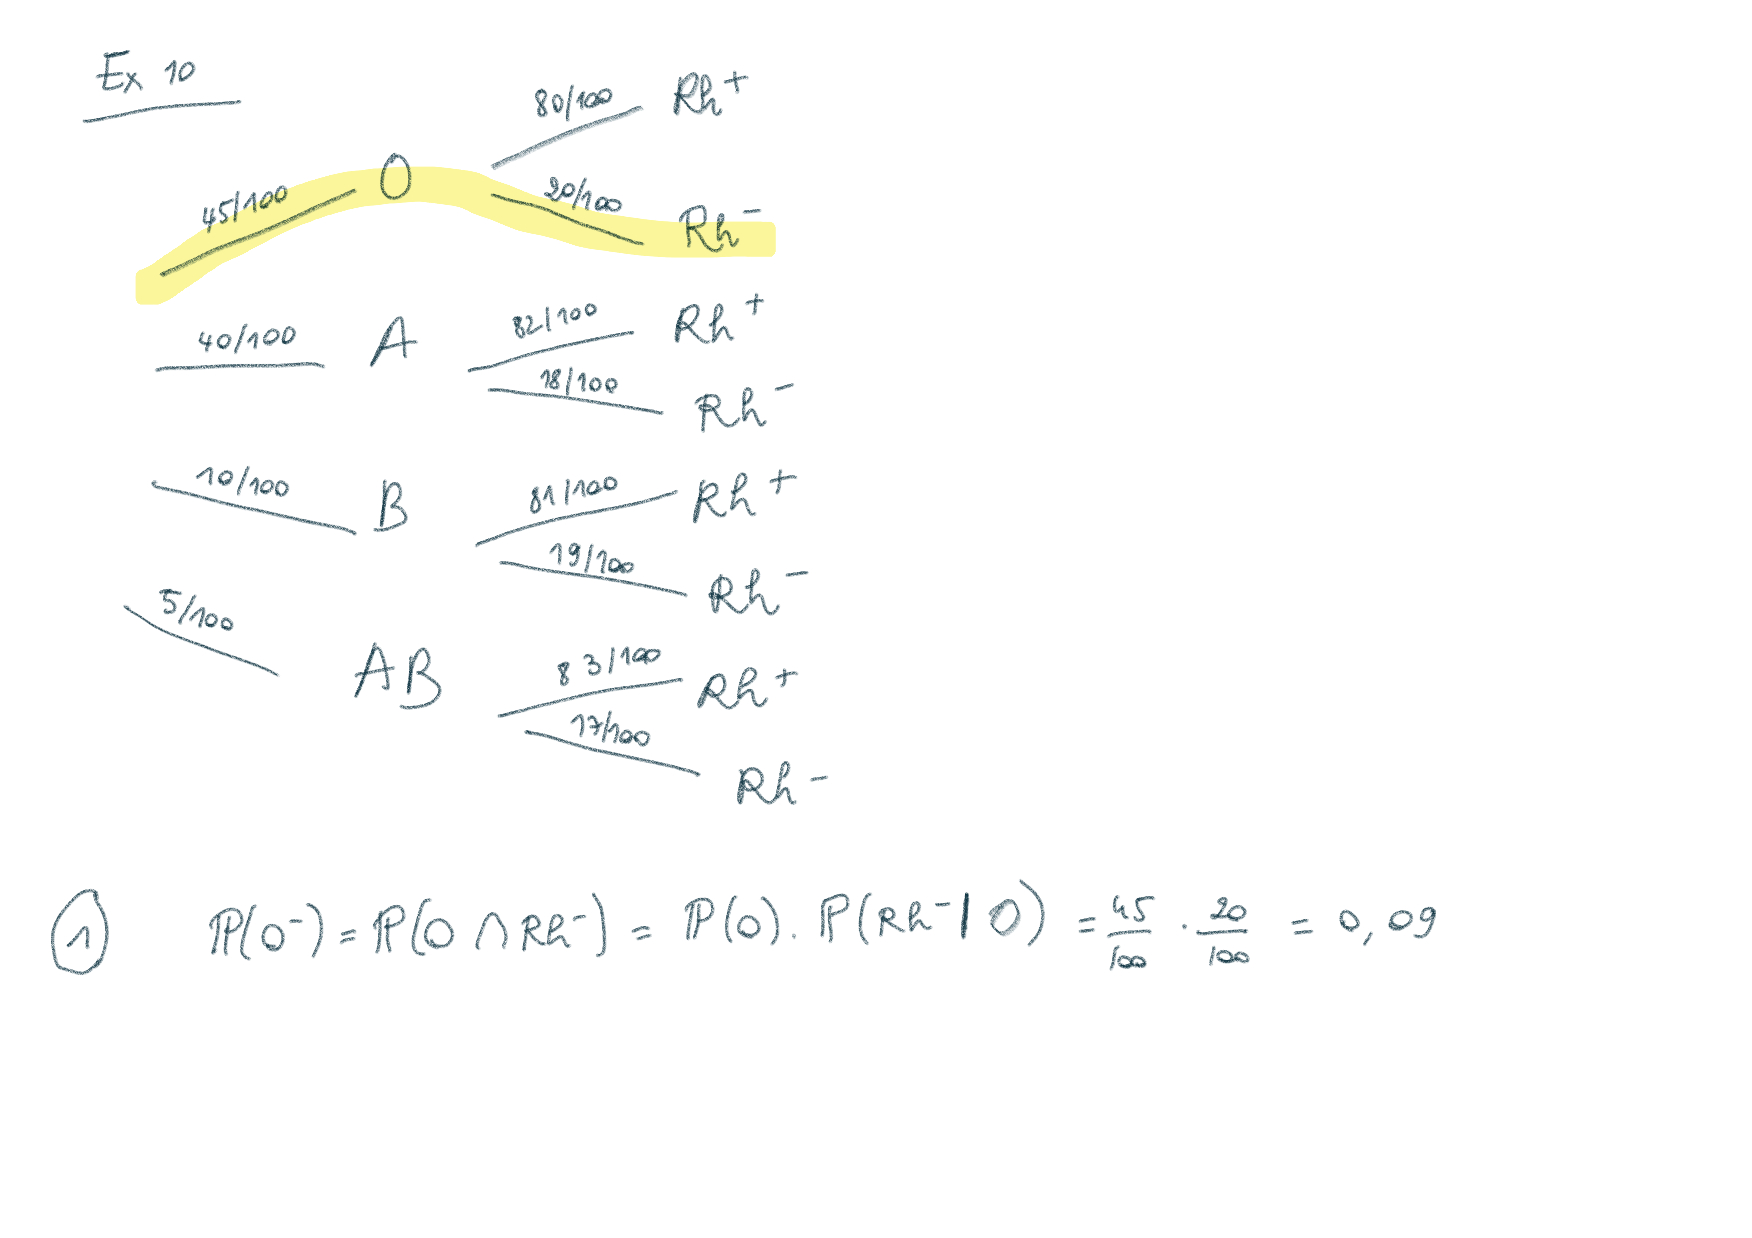 Ex 10
80/100 Rh+
45/100 O 20/100 Rh-
40/100 A 82/100 Rh+
18/100 Rh-
10/100 B 81/100 Rh+
19/100 Rh-
5/100 AB 83/100 Rh+
17/100 Rh-
① ℙ(O⁻) = ℙ(O ∩ Rh⁻) = ℙ(O) . ℙ(Rh⁻ | O) = 45/100 · 20/100 = 0,09